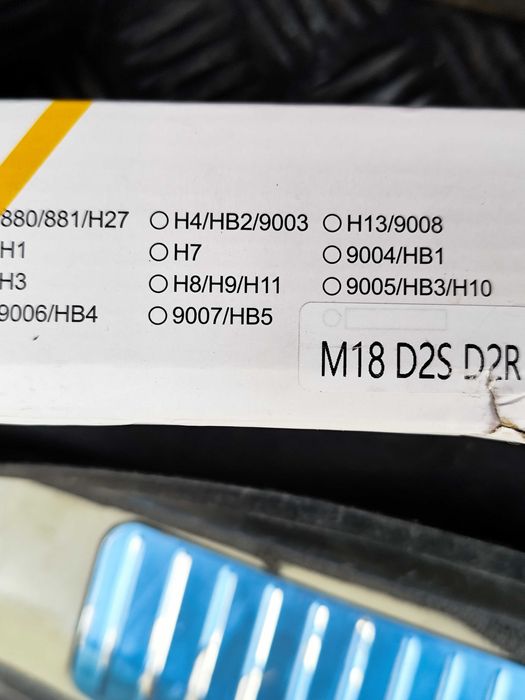 880/881/H27 H4/HB2/9003 H13/9008
H1 H7 9004/HB1
H3 H8/H9/H11 9005/HB3/H10
9006/HB4 9007/HB5
M18 D2S D2R